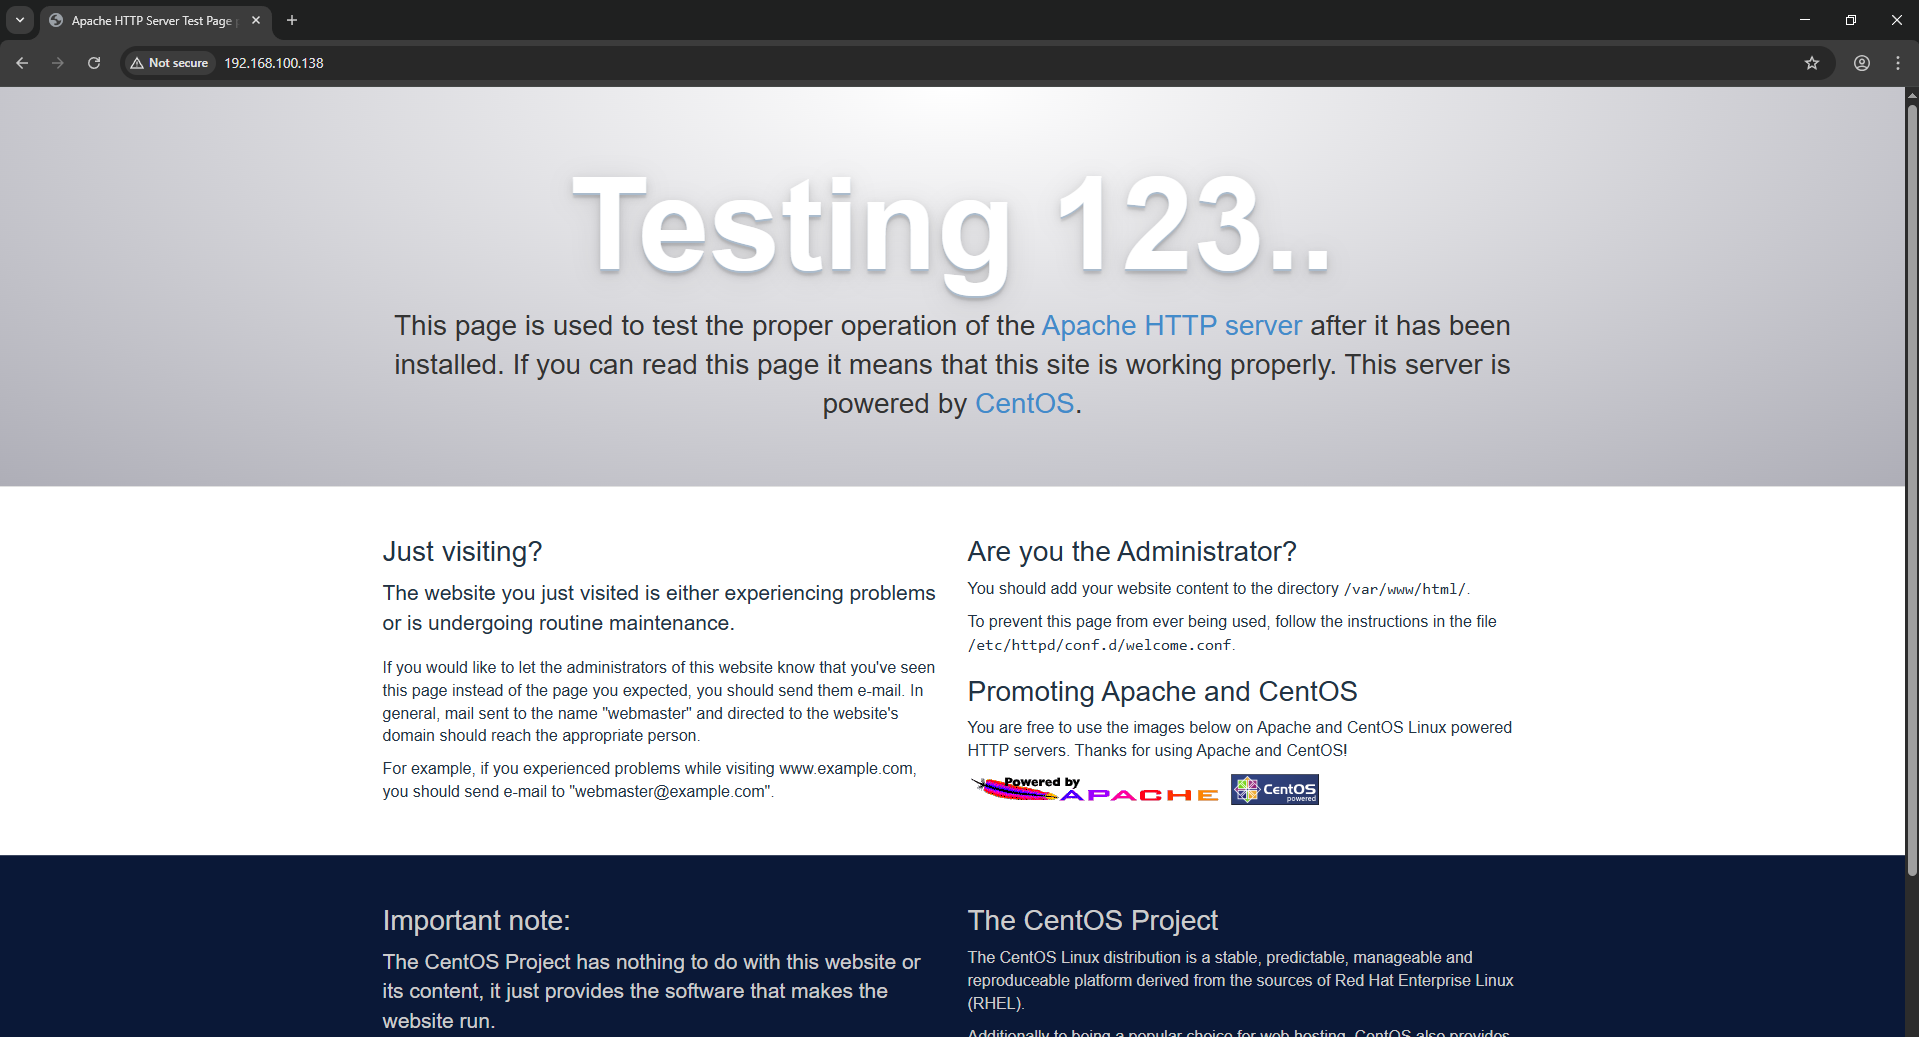 Apache HTTP Server Test Page
Not secure
192.168.100.138
Testing 123..
This page is used to test the proper operation of the Apache HTTP server after it has been
installed. If you can read this page it means that this site is working properly. This server is
powered by CentOS.
Just visiting?
The website you just visited is either experiencing problems
or is undergoing routine maintenance.
If you would like to let the administrators of this website know that you've seen
this page instead of the page you expected, you should send them e-mail. In
general, mail sent to the name "webmaster" and directed to the website's
domain should reach the appropriate person.
For example, if you experienced problems while visiting www.example.com,
you should send e-mail to "webmaster@example.com".
Are you the Administrator?
You should add your website content to the directory /var/www/html/.
To prevent this page from ever being used, follow the instructions in the file
/etc/httpd/conf.d/welcome.conf.
Promoting Apache and CentOS
You are free to use the images below on Apache and CentOS Linux powered
HTTP servers. Thanks for using Apache and CentOS!
Powered by
APACHE
CentOS
powered
Important note:
The CentOS Project has nothing to do with this website or
its content, it just provides the software that makes the
website run.
The CentOS Project
The CentOS Linux distribution is a stable, predictable, manageable and
reproduceable platform derived from the sources of Red Hat Enterprise Linux
(RHEL).
Additionally to being a popular choice for web hosting, CentOS also provides